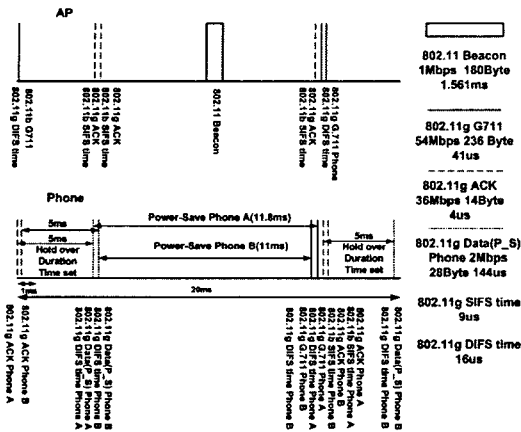 AP
802.11g DIFS time
802.11b G711
802.11b SIFS time
802.11g ACK
802.11b SIFS time
802.11g ACK
802.11 Beacon
802.11b SIFS time
802.11g ACK
802.11g DIFS time
802.11g G.711 Phone
Phone
5ms
Power-Save Phone A(11.8ms)
5ms
5ms
Hold over
Duration
Time set
Power-Save Phone B(11ms)
Hold over
Duration
Time set
1ms
20ms
802.11g ACK Phone A
802.11g ACK Phone B
802.11g DIFS time Phone A
802.11g Data(P_S) Phone A
802.11g DIFS time Phone B
802.11g Data(P_S) Phone B
802.11g DIFS time Phone B
802.11g G.711 Phone B
802.11g DIFS time Phone A
802.11g G.711 Phone A
802.11b SIFS time Phone B
802.11g ACK Phone B
802.11b SIFS time Phone A
802.11g ACK Phone A
802.11g DIFS time Phone B
802.11g Data(P_S) Phone B
802.11 Beacon
1Mbps 180Byte
1.561ms
802.11g G711
54Mbps 236 Byte
41us
802.11g ACK
36Mbps 14Byte
4us
802.11g Data(P_S)
Phone 2Mbps
28Byte 144us
802.11g SIFS time
9us
802.11g DIFS time
16us